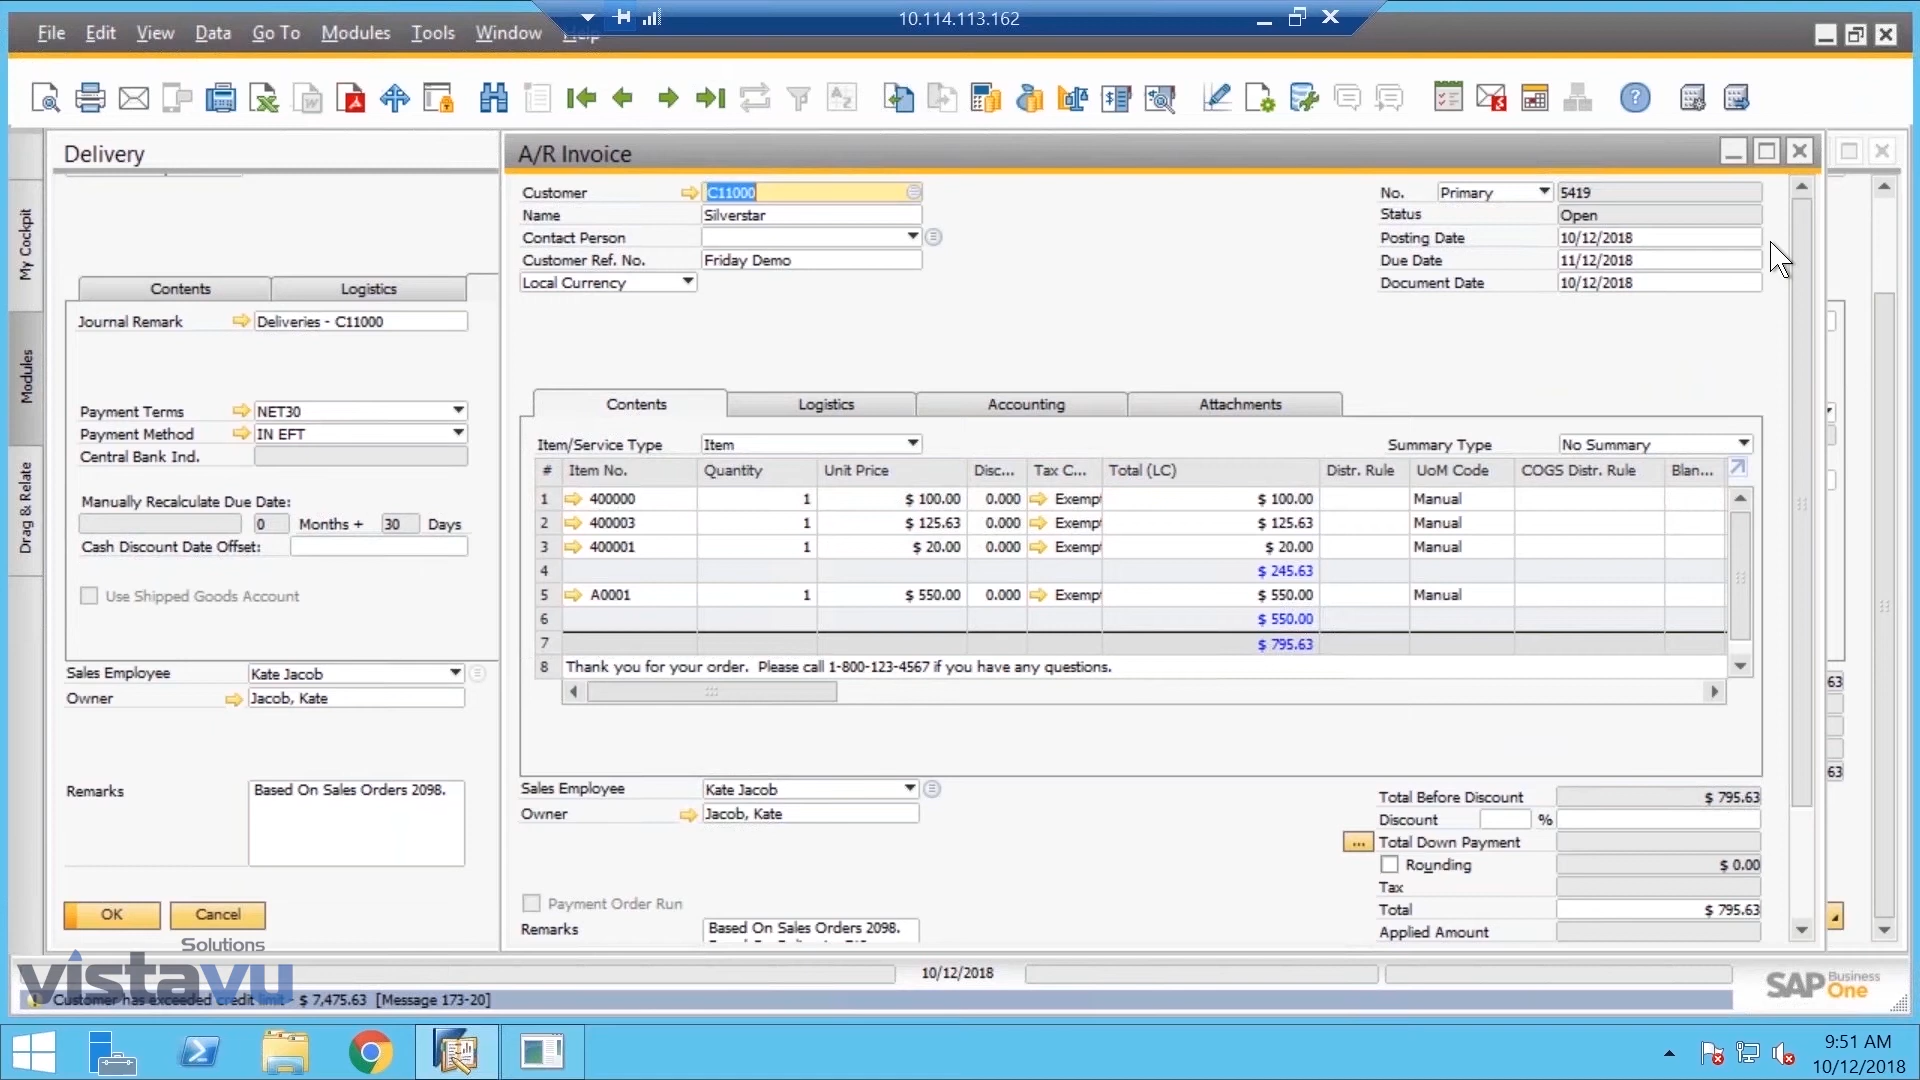 10.114.113.162
File Edit View Data Go To Modules Tools Window Help
My Cockpit
Modules
Drag & Relate
Delivery
Contents Logistics
Journal Remark Deliveries - C11000
Payment Terms NET30
Payment Method IN EFT
Central Bank Ind.
Manually Recalculate Due Date:
0 Months + 30 Days
Cash Discount Date Offset:
Use Shipped Goods Account
Sales Employee Kate Jacob
Owner Jacob, Kate
Remarks Based On Sales Orders 2098.
OK Cancel
A/R Invoice
Customer C11000
Name Silverstar
Contact Person
Customer Ref. No. Friday Demo
Local Currency
No. Primary 5419
Status Open
Posting Date 10/12/2018
Due Date 11/12/2018
Document Date 10/12/2018
Contents Logistics Accounting Attachments
Item/Service Type Item Summary Type No Summary
# Item No. Quantity Unit Price Disc... Tax C... Total (LC) Distr. Rule UoM Code COGS Distr. Rule Blan...
1 400000 1 $ 100.00 0.000 Exemp $ 100.00 Manual
2 400003 1 $ 125.63 0.000 Exemp $ 125.63 Manual
3 400001 1 $ 20.00 0.000 Exemp $ 20.00 Manual
4 $ 245.63
5 A0001 1 $ 550.00 0.000 Exemp $ 550.00 Manual
6 $ 550.00
7 $ 795.63
8 Thank you for your order. Please call 1-800-123-4567 if you have any questions.
Sales Employee Kate Jacob
Owner Jacob, Kate
Payment Order Run
Remarks Based On Sales Orders 2098.
Total Before Discount $ 795.63
Discount %
... Total Down Payment
Rounding $ 0.00
Tax
Total $ 795.63
Applied Amount
63
63
Solutions
vistavu
10/12/2018
Customer has exceeded credit limit - $ 7,475.63 [Message 173-20]
SAP Business One
9:51 AM
10/12/2018